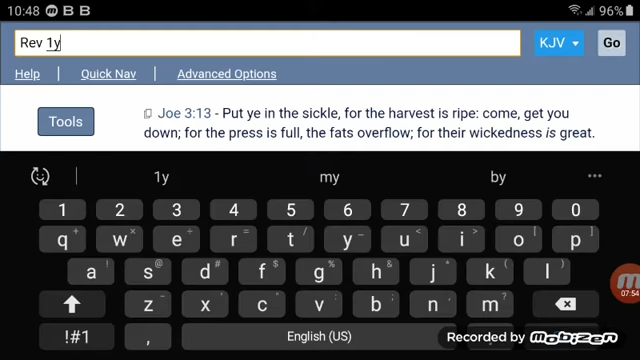 10:48 m B B 96%
Rev 1y KJV Go
Help Quick Nav Advanced Options
Tools
Joe 3:13 - Put ye in the sickle, for the harvest is ripe: come, get you
down; for the press is full, the fats overflow; for their wickedness is great.
1y my by ...
1 2 3 4 5 6 7 8 9 0
q + w × e ÷ r = t / y _ u < i > o [ p ]
a ! s @ d # f $ g % h ^ j * k ( l )
07:54
z x c v b n m
!#1 , English (US) .
Recorded by mobizen